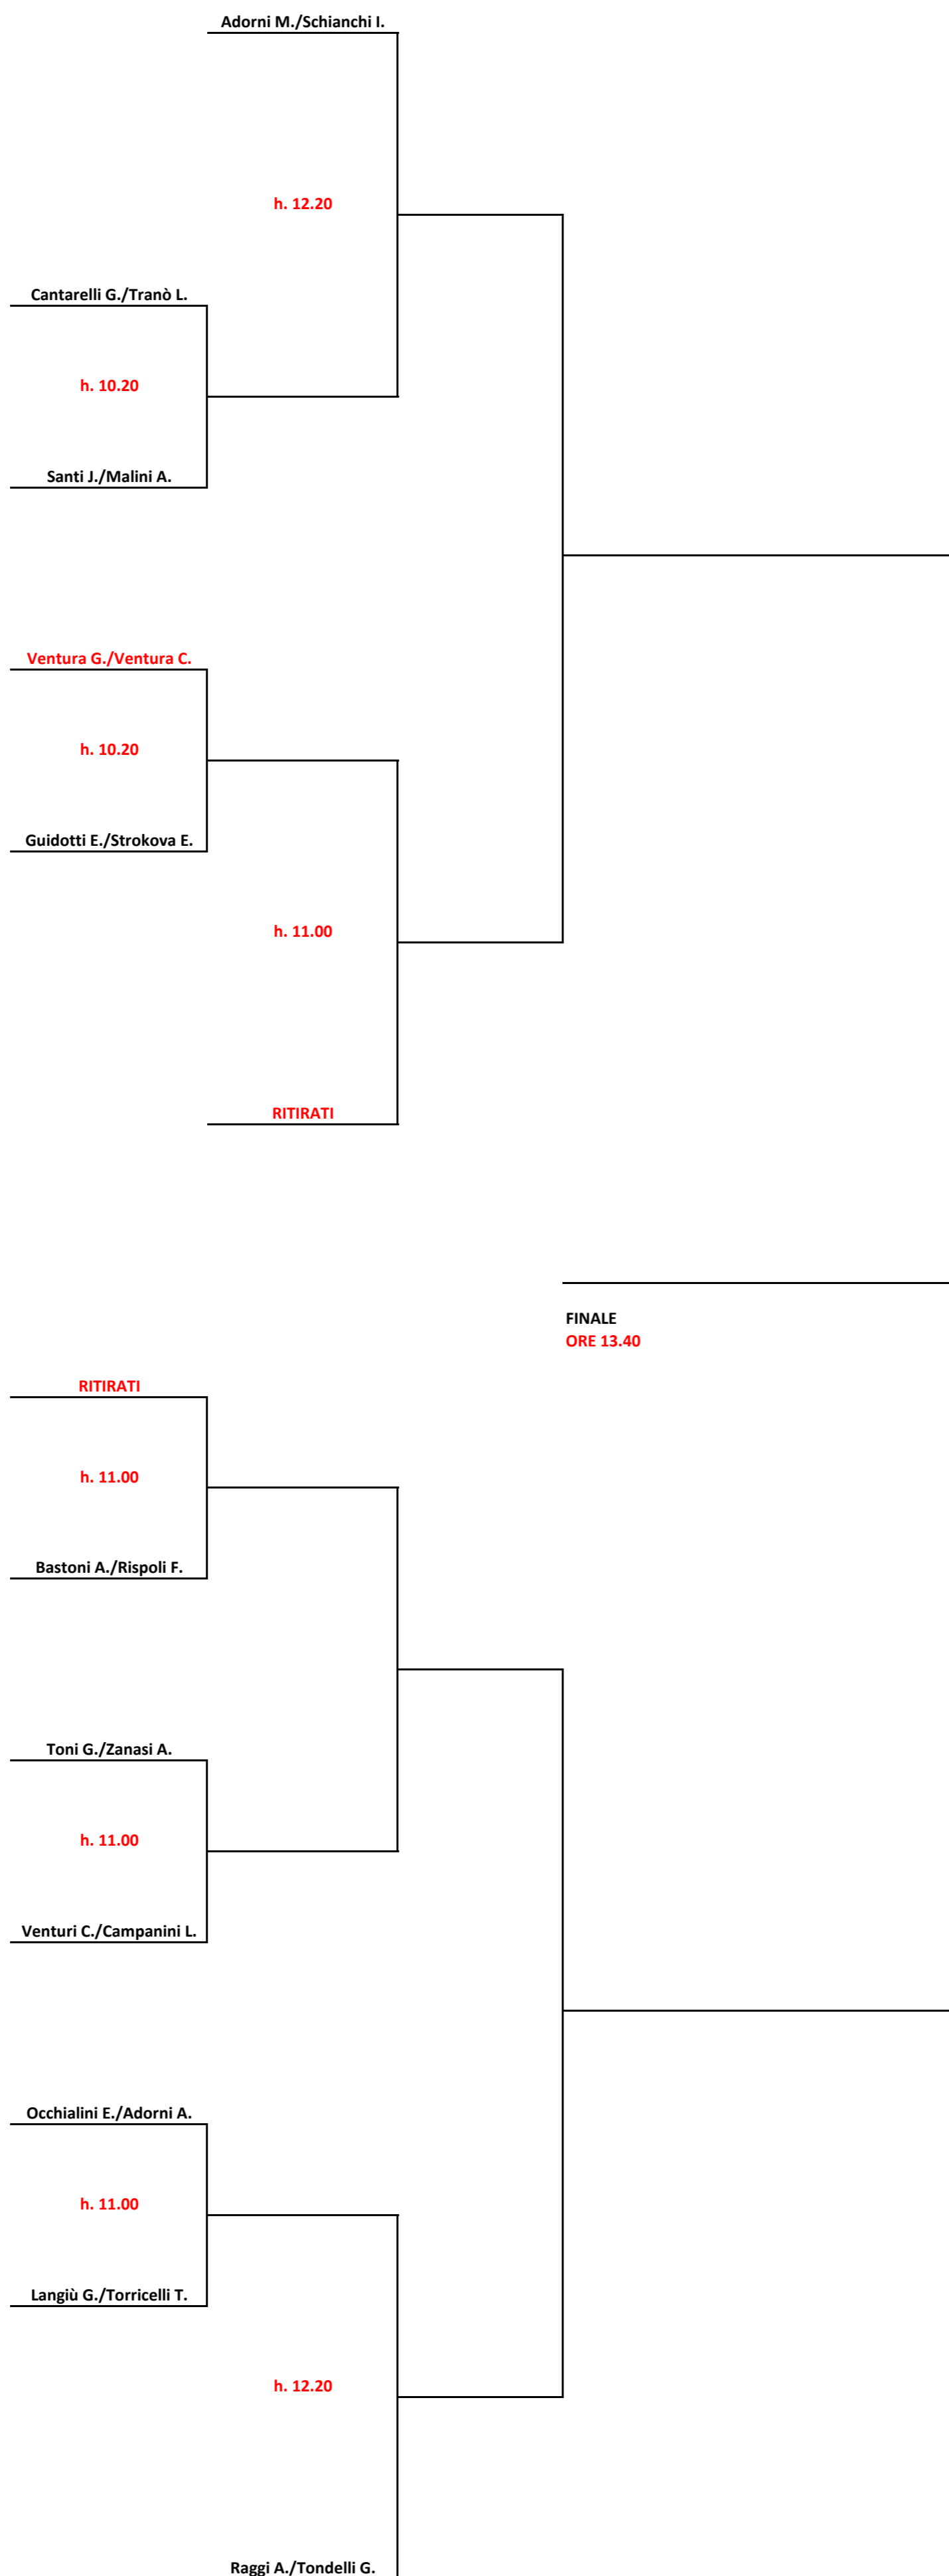 Adorni M./Schianchi I.
h. 12.20
Cantarelli G./Tranò L.
h. 10.20
Santi J./Malini A.
Ventura G./Ventura C.
h. 10.20
Guidotti E./Strokova E.
h. 11.00
RITIRATI
FINALE
ORE 13.40
RITIRATI
h. 11.00
Bastoni A./Rispoli F.
Toni G./Zanasi A.
h. 11.00
Venturi C./Campanini L.
Occhialini E./Adorni A.
h. 11.00
Langiù G./Torricelli T.
h. 12.20
Raggi A./Tondelli G.